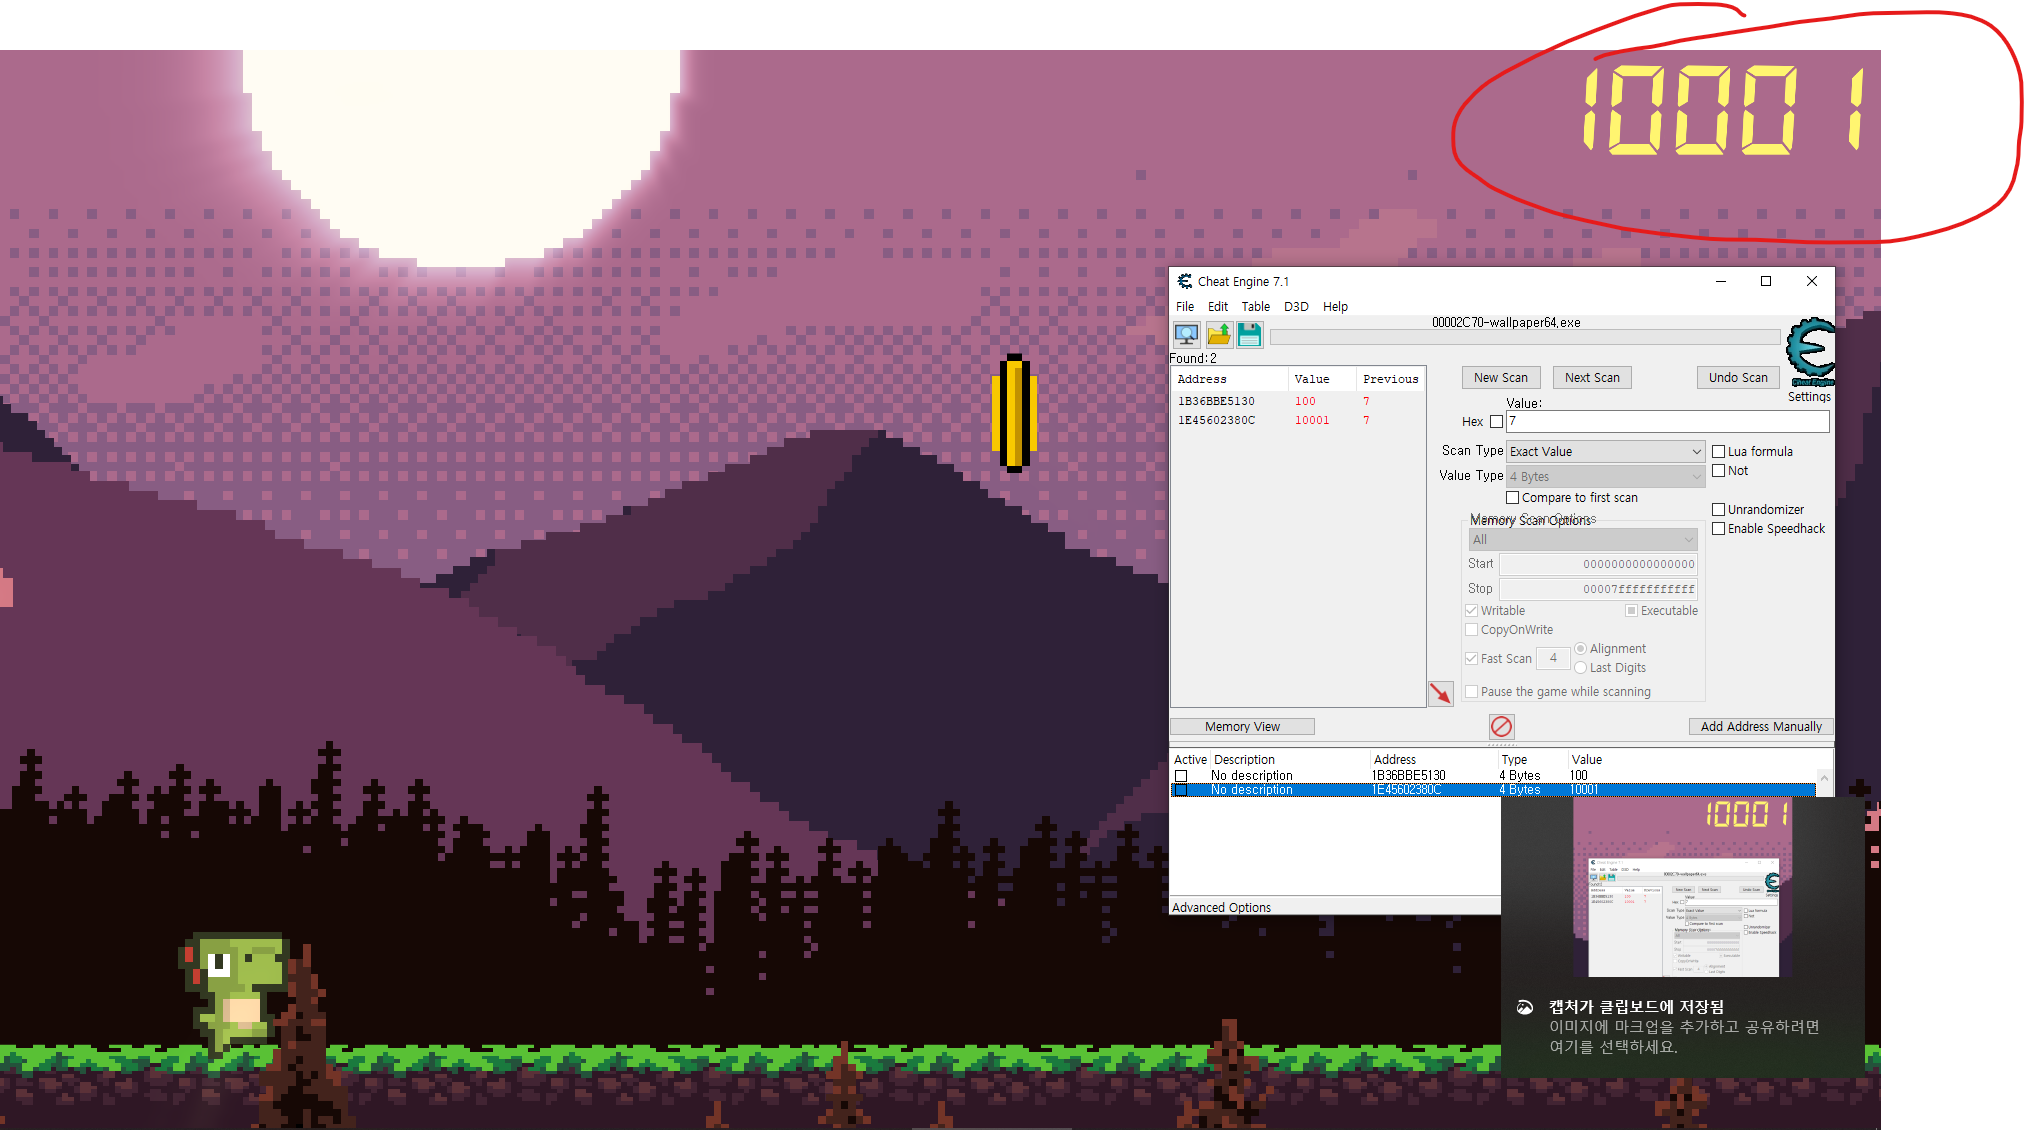 10001
Cheat Engine 7.1
File Edit Table D3D Help
00002C70-wallpaper64.exe
Found:2
Address Value Previous
1B36BBE5130 100 7
1E45602380C 10001 7
New Scan Next Scan Undo Scan
Cheat Engine
Settings
Value:
Hex 7
Scan Type Exact Value
Lua formula
Value Type 4 Bytes
Not
Compare to first scan
Unrandomizer
Memory Scan Options
Enable Speedhack
All
Start 0000000000000000
Stop 00007fffffffffff
Writable Executable
CopyOnWrite
Fast Scan 4 Alignment
Last Digits
Pause the game while scanning
Memory View
Add Address Manually
Active Description Address Type Value
No description 1B36BBE5130 4 Bytes 100
No description 1E45602380C 4 Bytes 10001
Advanced Options
10001
캡처가 클립보드에 저장됨
이미지에 마크업을 추가하고 공유하려면
여기를 선택하세요.